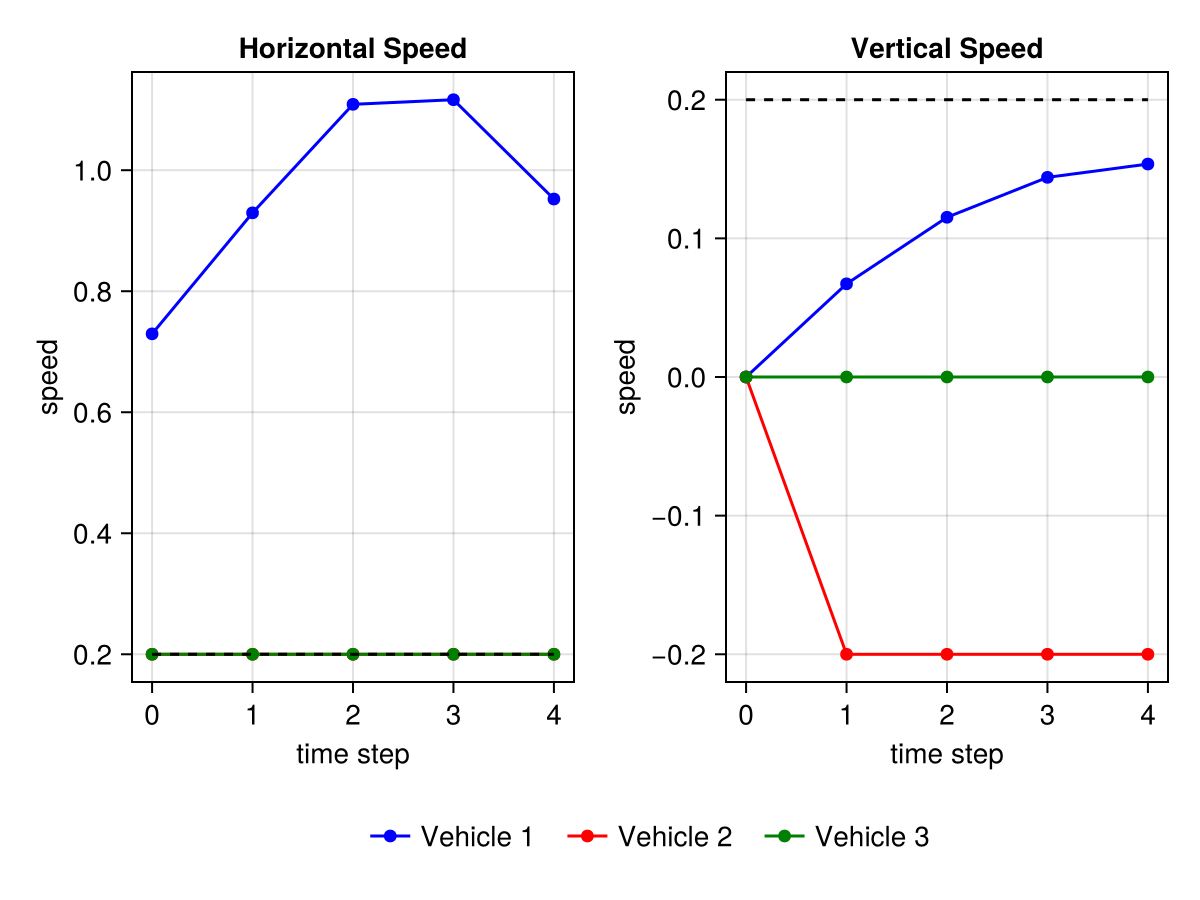 Horizontal Speed
1.0
0.8
0.6
0.4
0.2
speed
0 1 2 3 4
time step
Vertical Speed
0.2
0.1
0.0
−0.1
−0.2
speed
0 1 2 3 4
time step
Vehicle 1 Vehicle 2 Vehicle 3